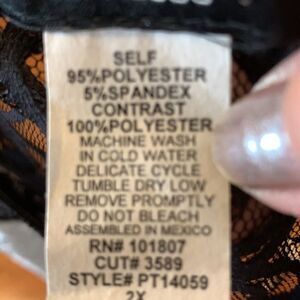 SELF
95%POLYESTER
5%SPANDEX
CONTRAST
100%POLYESTER
MACHINE WASH
IN COLD WATER
DELICATE CYCLE
TUMBLE DRY LOW
REMOVE PROMPTLY
DO NOT BLEACH
ASSEMBLED IN MEXICO
RN# 101807
CUT# 3589
STYLE# PT14059
2X